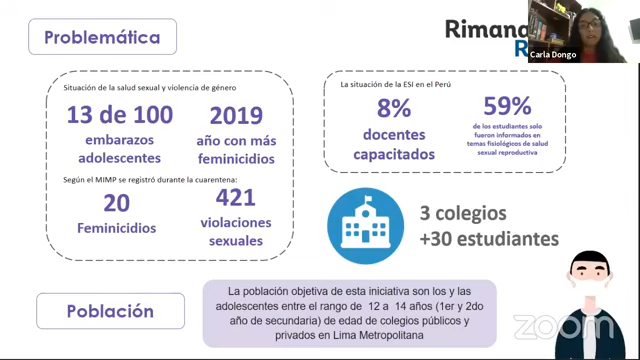 Problemática
Rimana
R
Carla Dongo
Situación de la salud sexual y violencia de género
13 de 100
embarazos
adolescentes
2019
año con más
feminicidios
Según el MIMP se registró durante la cuarentena:
20
Feminicidios
421
violaciones
sexuales
La situación de la ESI en el Perú
8%
docentes
capacitados
59%
de los estudiantes solo
fueron informados en
temas fisiológicos de salud
sexual reproductiva
3 colegios
+30 estudiantes
Población
La población objetiva de esta iniciativa son los y las
adolescentes entre el rango de 12 a 14 años (1er y 2do
año de secundaria) de edad de colegios públicos y
privados en Lima Metropolitana
zoom